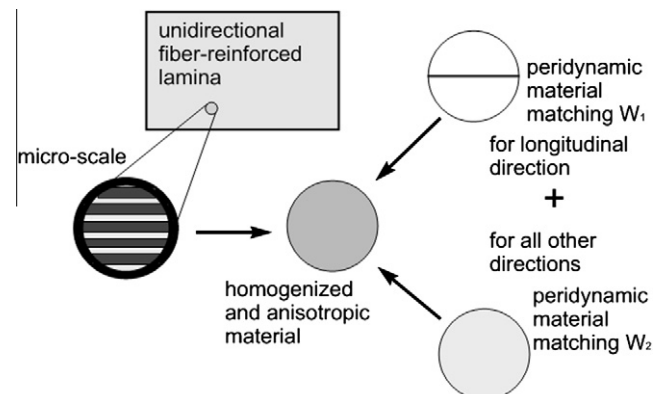 unidirectional
fiber-reinforced
lamina
micro-scale
homogenized
and anisotropic
material
peridynamic
material
matching W₁
for longitudinal
direction
+
for all other
directions
peridynamic
material
matching W₂